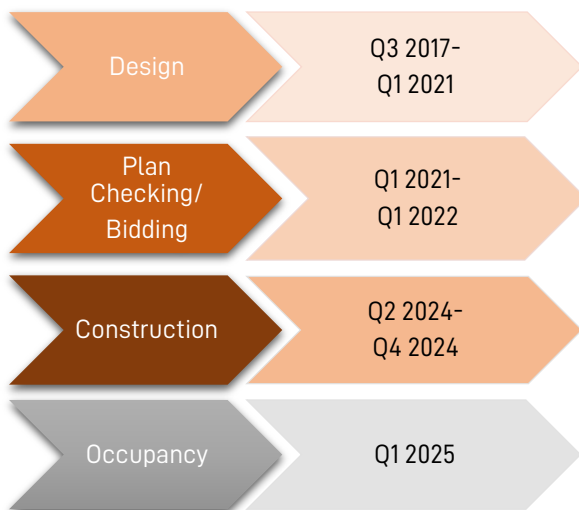 Design
Q3 2017-
Q1 2021
Plan
Checking/
Bidding
Q1 2021-
Q1 2022
Construction
Q2 2024-
Q4 2024
Occupancy
Q1 2025